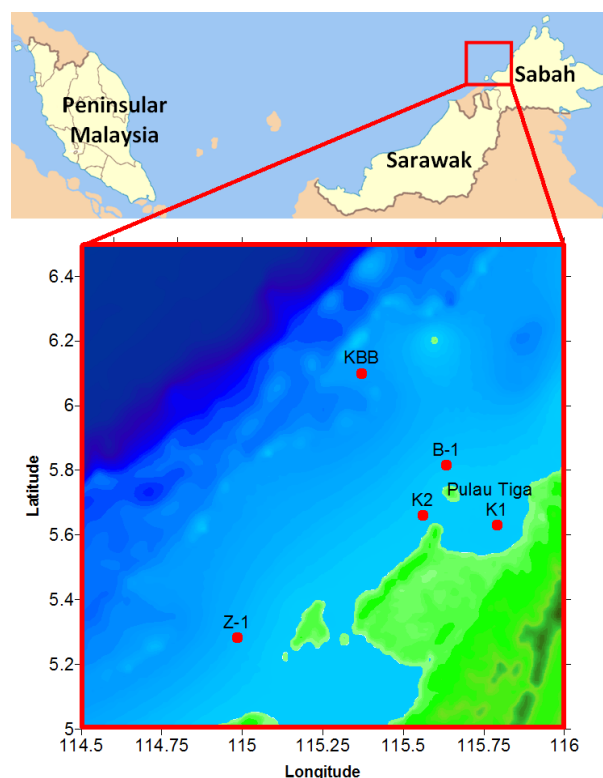 Peninsular
Malaysia
Sabah
Sarawak
6.4
6.2
6
5.8
5.6
5.4
5.2
5
Latitude
KBB
B-1
Pulau Tiga
K2
K1
Z-1
114.5
114.75
115
115.25
115.5
115.75
116
Longitude